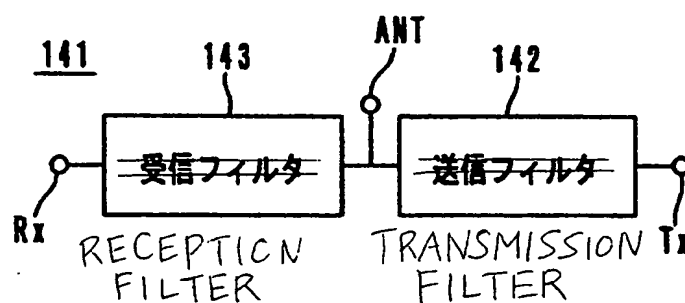 141
143
ANT
142
受信フィルタ
送信フィルタ
Rx
Tx
RECEPTION
FILTER
TRANSMISSION
FILTER